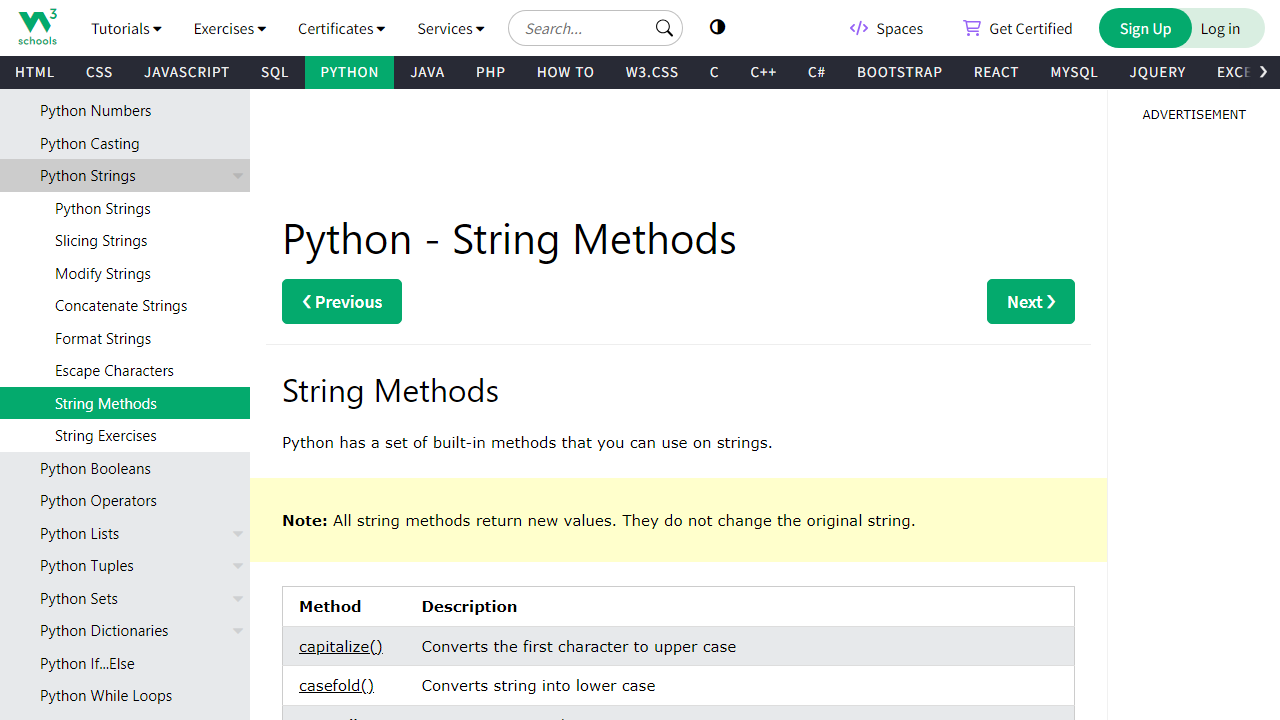 3
schools
Tutorials
Exercises
Certificates
Services
Search...
Spaces
Get Certified
Sign Up
Log in
HTML
CSS
JAVASCRIPT
SQL
PYTHON
JAVA
PHP
HOW TO
W3.CSS
C
C++
C#
BOOTSTRAP
REACT
MYSQL
JQUERY
EXCE
Python Numbers
Python Casting
Python Strings
Python Strings
Slicing Strings
Modify Strings
Concatenate Strings
Format Strings
Escape Characters
String Methods
String Exercises
Python Booleans
Python Operators
Python Lists
Python Tuples
Python Sets
Python Dictionaries
Python If...Else
Python While Loops
Python - String Methods
❮ Previous
Next ❯
String Methods
Python has a set of built-in methods that you can use on strings.
Note: All string methods return new values. They do not change the original string.
Method Description
capitalize() Converts the first character to upper case
casefold() Converts string into lower case
ADVERTISEMENT